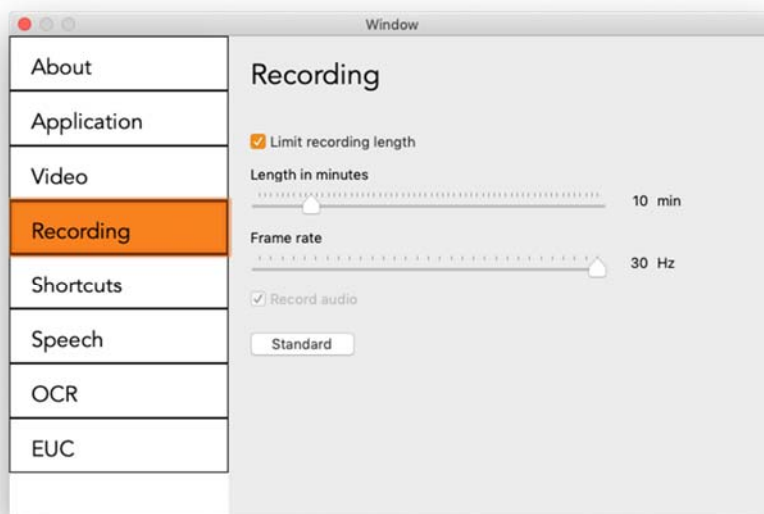 Window
About
Application
Video
Recording
Shortcuts
Speech
OCR
EUC
Recording
Limit recording length
Length in minutes
10 min
Frame rate
30 Hz
Record audio
Standard